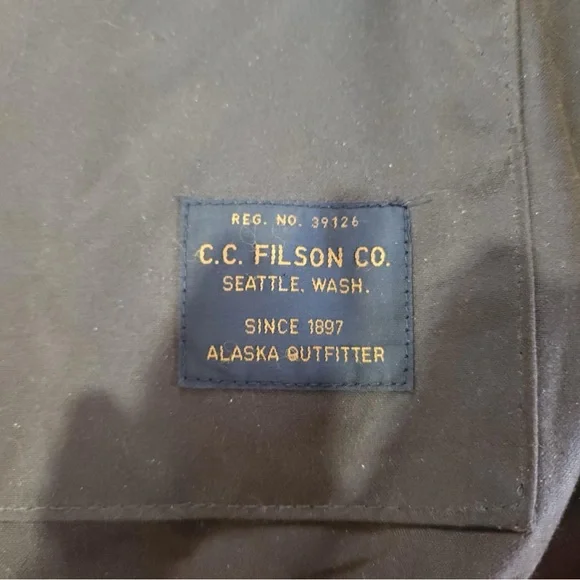 REG. NO. 39126
C.C. FILSON CO.
SEATTLE, WASH.
SINCE 1897
ALASKA OUTFITTER